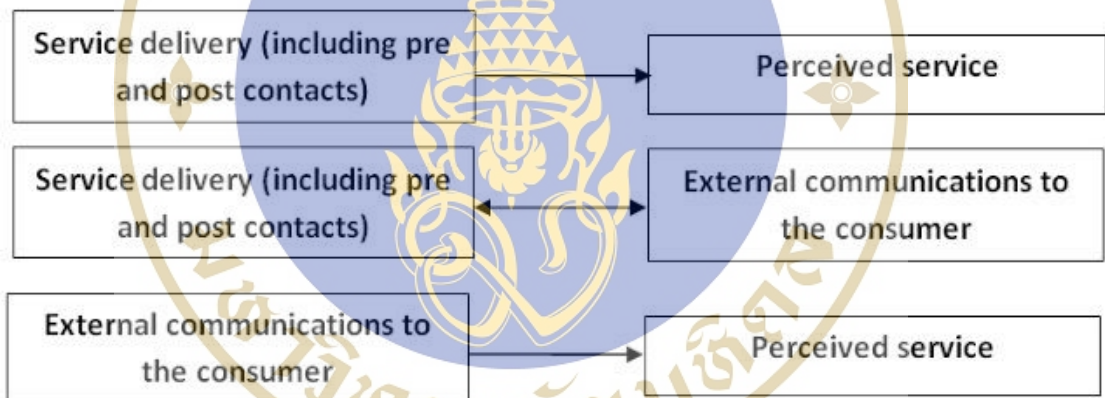 Service delivery (including pre
and post contacts)
Perceived service
Service delivery (including pre
and post contacts)
External communications to
the consumer
External communications to
the consumer
Perceived service